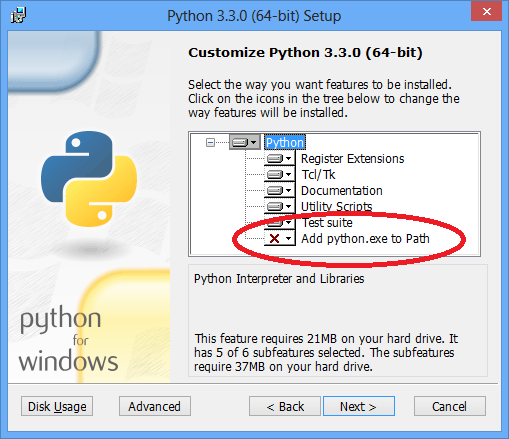 Python 3.3.0 (64-bit) Setup
Customize Python 3.3.0 (64-bit)
Select the way you want features to be installed.
Click on the icons in the tree below to change the
way features will be installed.
Python
Register Extensions
Tcl/Tk
Documentation
Utility Scripts
Test suite
Add python.exe to Path
Python Interpreter and Libraries
This feature requires 21MB on your hard drive. It
has 5 of 6 subfeatures selected. The subfeatures
require 37MB on your hard drive.
python
for
windows
Disk Usage
Advanced
< Back
Next >
Cancel